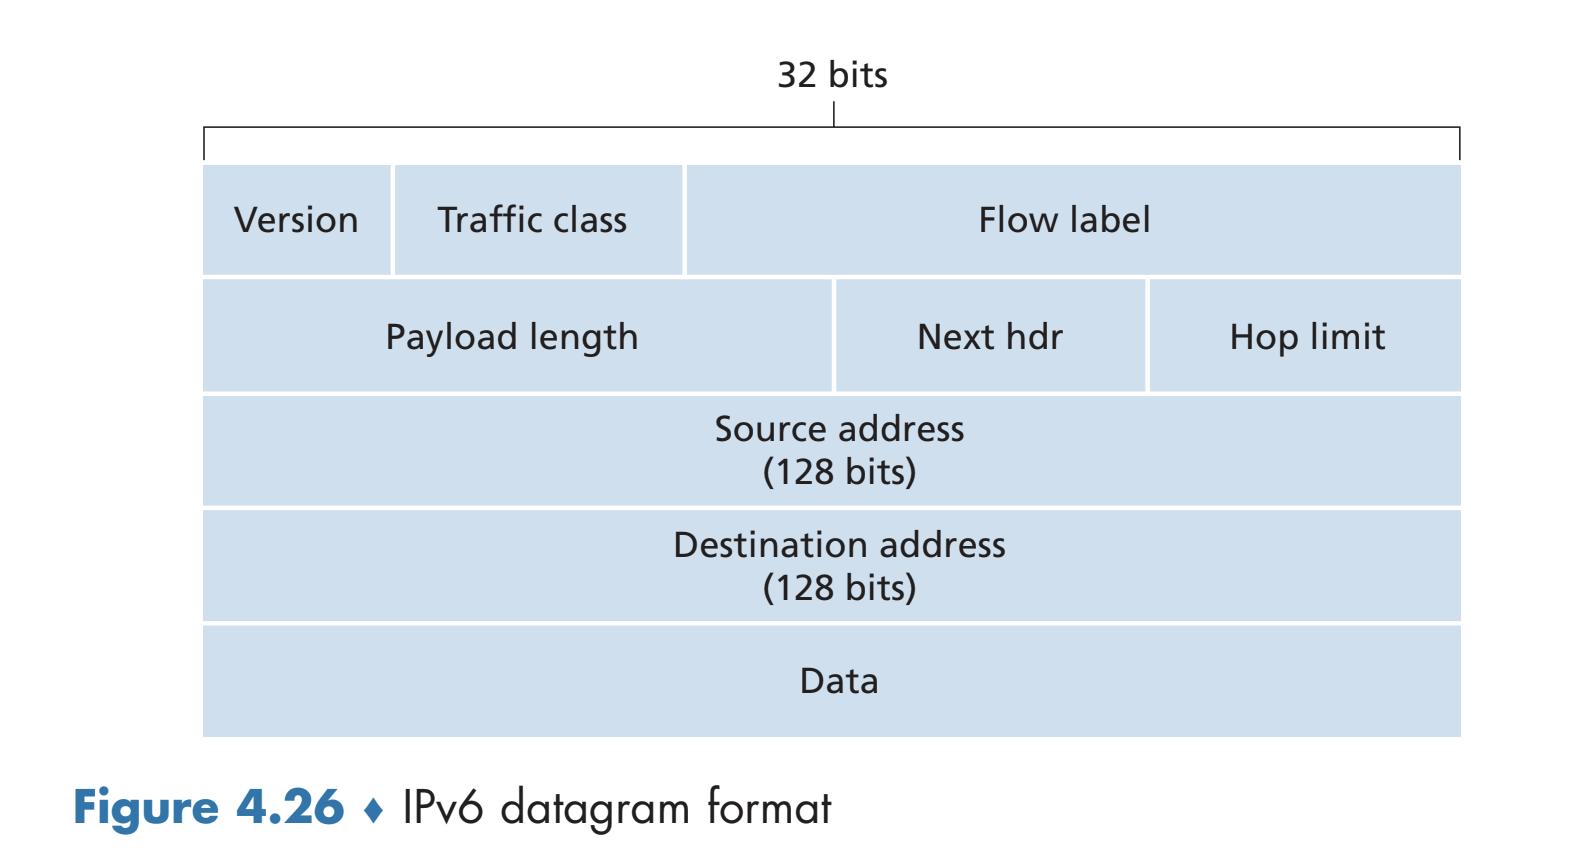 32 bits
Version Traffic class Flow label
Payload length Next hdr Hop limit
Source address
(128 bits)
Destination address
(128 bits)
Data
Figure 4.26 ♦ IPv6 datagram format